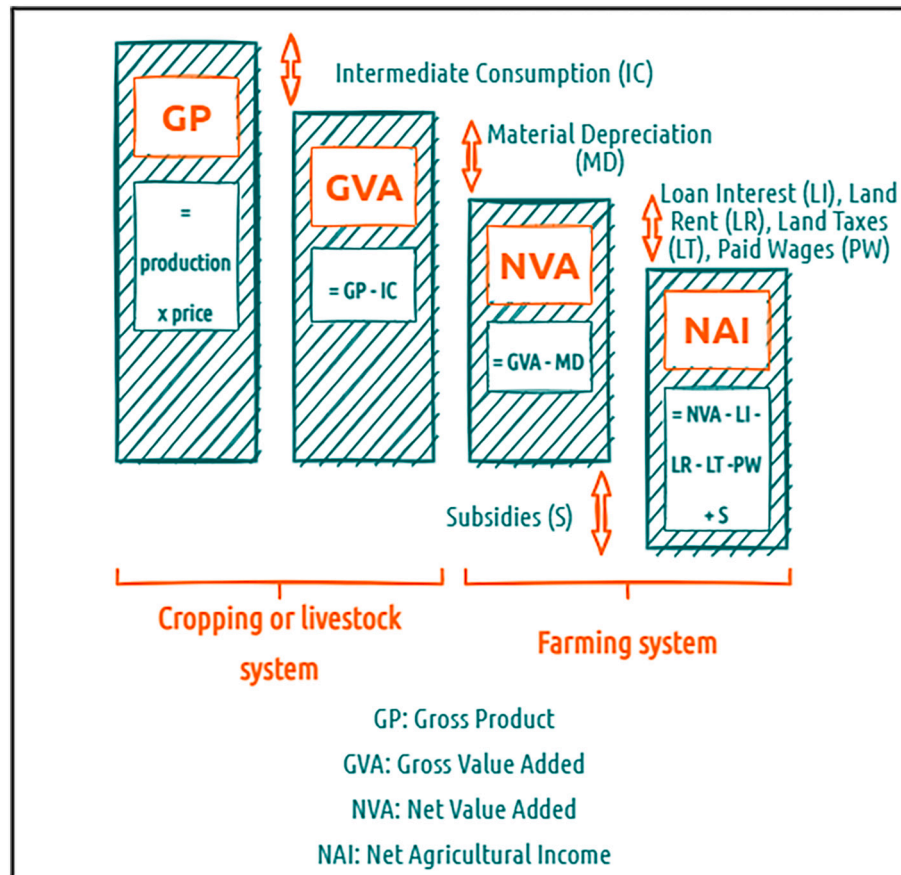 Intermediate Consumption (IC)
GP
=
production
x price
GVA
= GP - IC
Material Depreciation
(MD)
NVA
= GVA - MD
Loan Interest (LI), Land
Rent (LR), Land Taxes
(LT), Paid Wages (PW)
NAI
= NVA - LI -
LR - LT -PW
+ S
Subsidies (S)
Cropping or livestock
system
Farming system
GP: Gross Product
GVA: Gross Value Added
NVA: Net Value Added
NAI: Net Agricultural Income